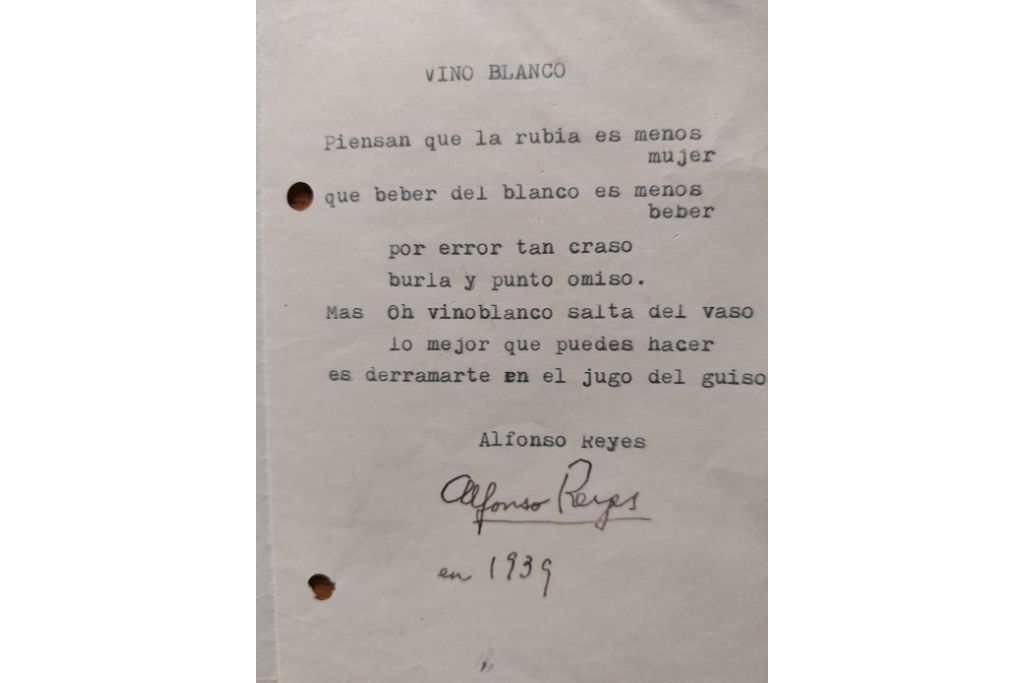 VINO BLANCO
Piensan que la rubia es menos
mujer
que beber del blanco es menos
beber
por error tan craso
burla y punto omiso.
Mas Oh vinoblanco salta del vaso
lo mejor que puedes hacer
es derramarte en el jugo del guiso
Alfonso Reyes
Alfonso Reyes
en 1939